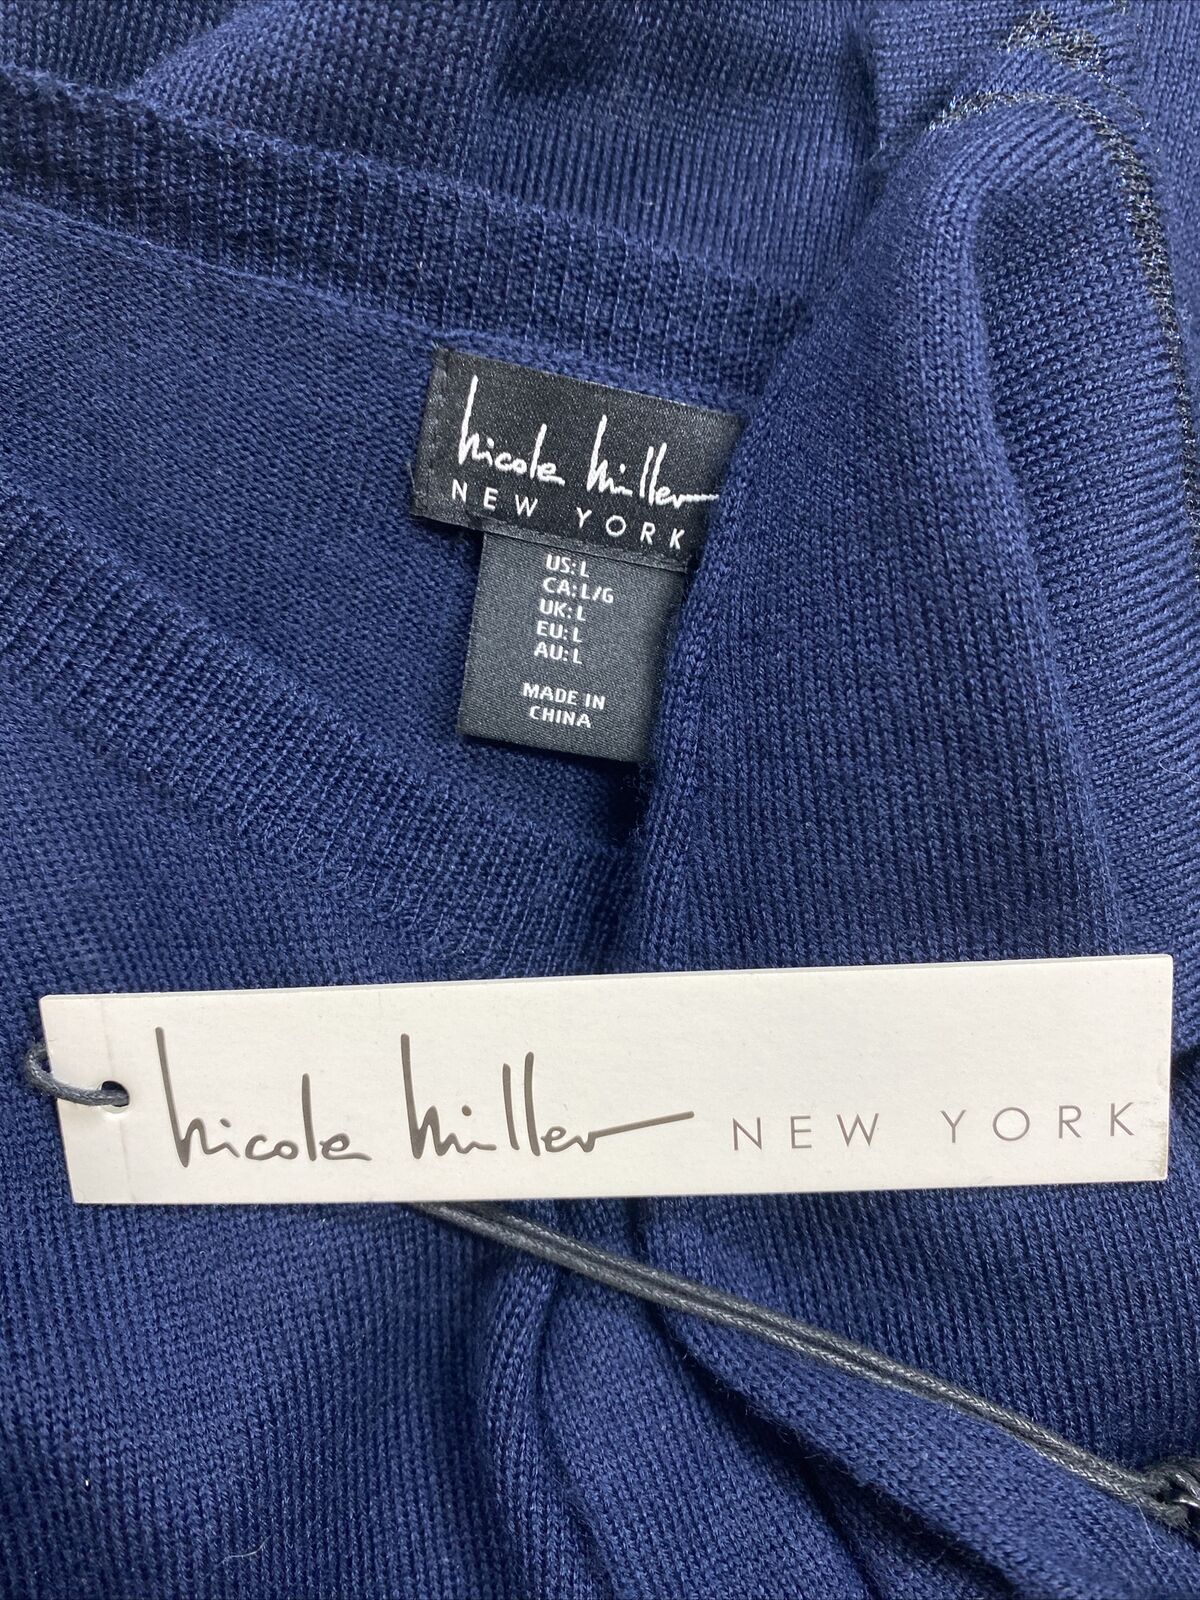 nicole miller
NEW YORK
US: L
CA: L/G
UK: L
EU: L
AU: L
MADE IN
CHINA
nicole miller NEW YORK